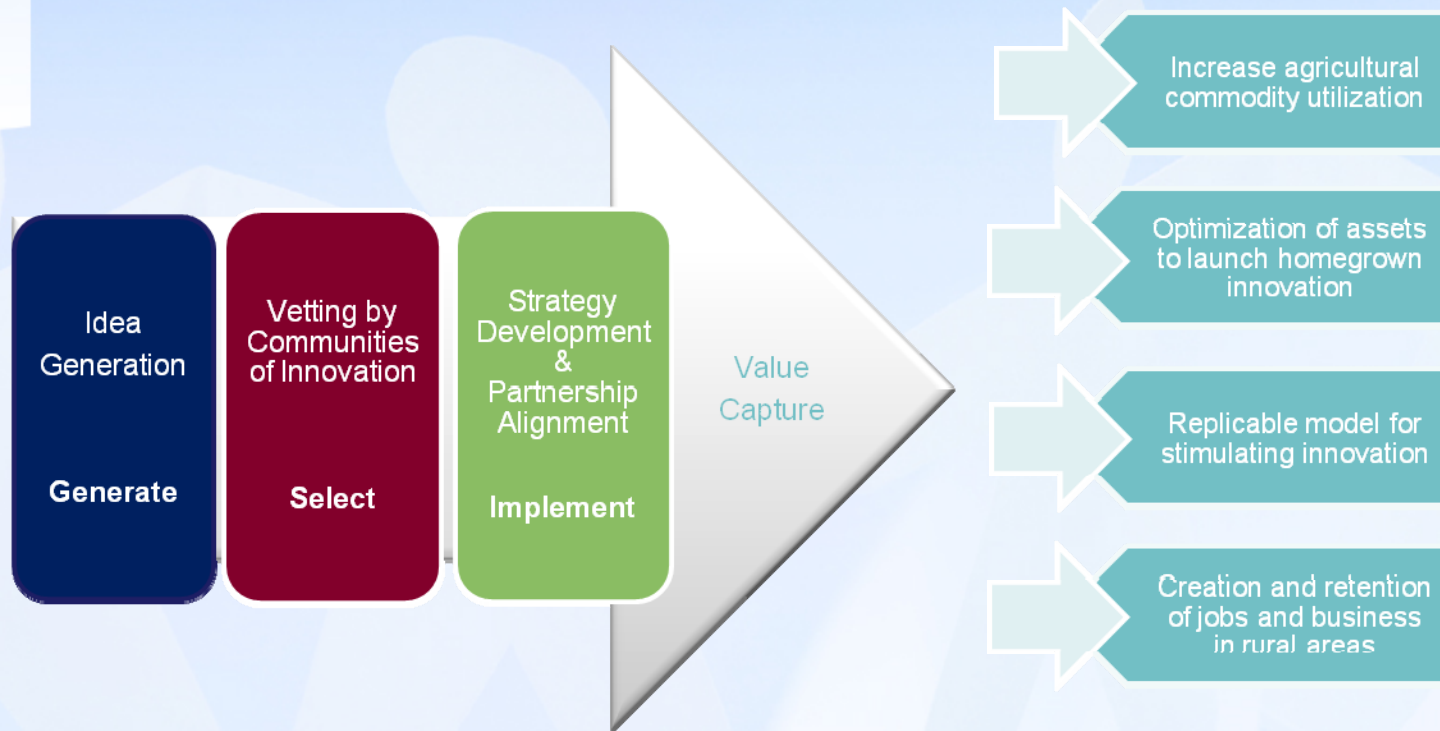 Idea
Generation
Generate
Vetting by
Communities
of Innovation
Select
Strategy
Development
&
Partnership
Alignment
Implement
Value
Capture
Increase agricultural
commodity utilization
Optimization of assets
to launch homegrown
innovation
Replicable model for
stimulating innovation
Creation and retention
of jobs and business
in rural areas